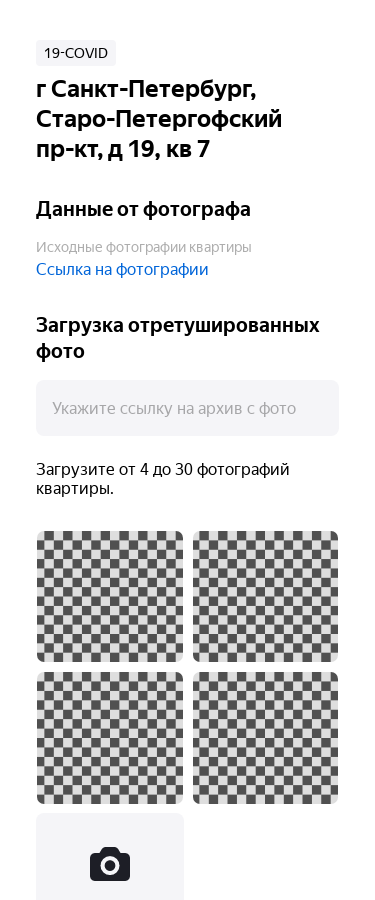 19-COVID
г Санкт-Петербург,
Старо-Петергофский
пр-кт, д 19, кв 7
Данные от фотографа
Исходные фотографии квартиры
Ссылка на фотографии
Загрузка отретушированных
фото
Укажите ссылку на архив с фото
Загрузите от 4 до 30 фотографий
квартиры.